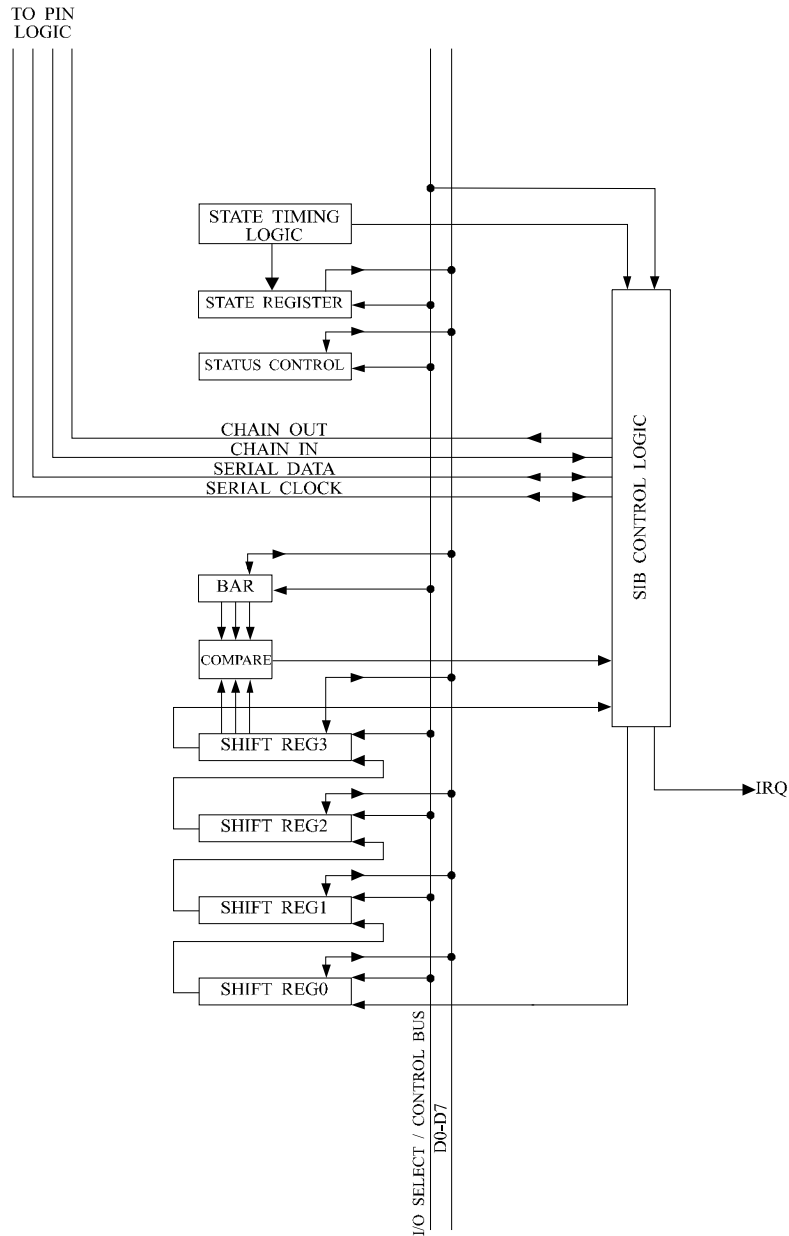 TO PIN
LOGIC
STATE TIMING
LOGIC
STATE REGISTER
STATUS CONTROL
CHAIN OUT
CHAIN IN
SERIAL DATA
SERIAL CLOCK
SIB CONTROL LOGIC
BAR
COMPARE
SHIFT REG3
IRQ
SHIFT REG2
SHIFT REG1
SHIFT REG0
I/O SELECT / CONTROL BUS
D0-D7